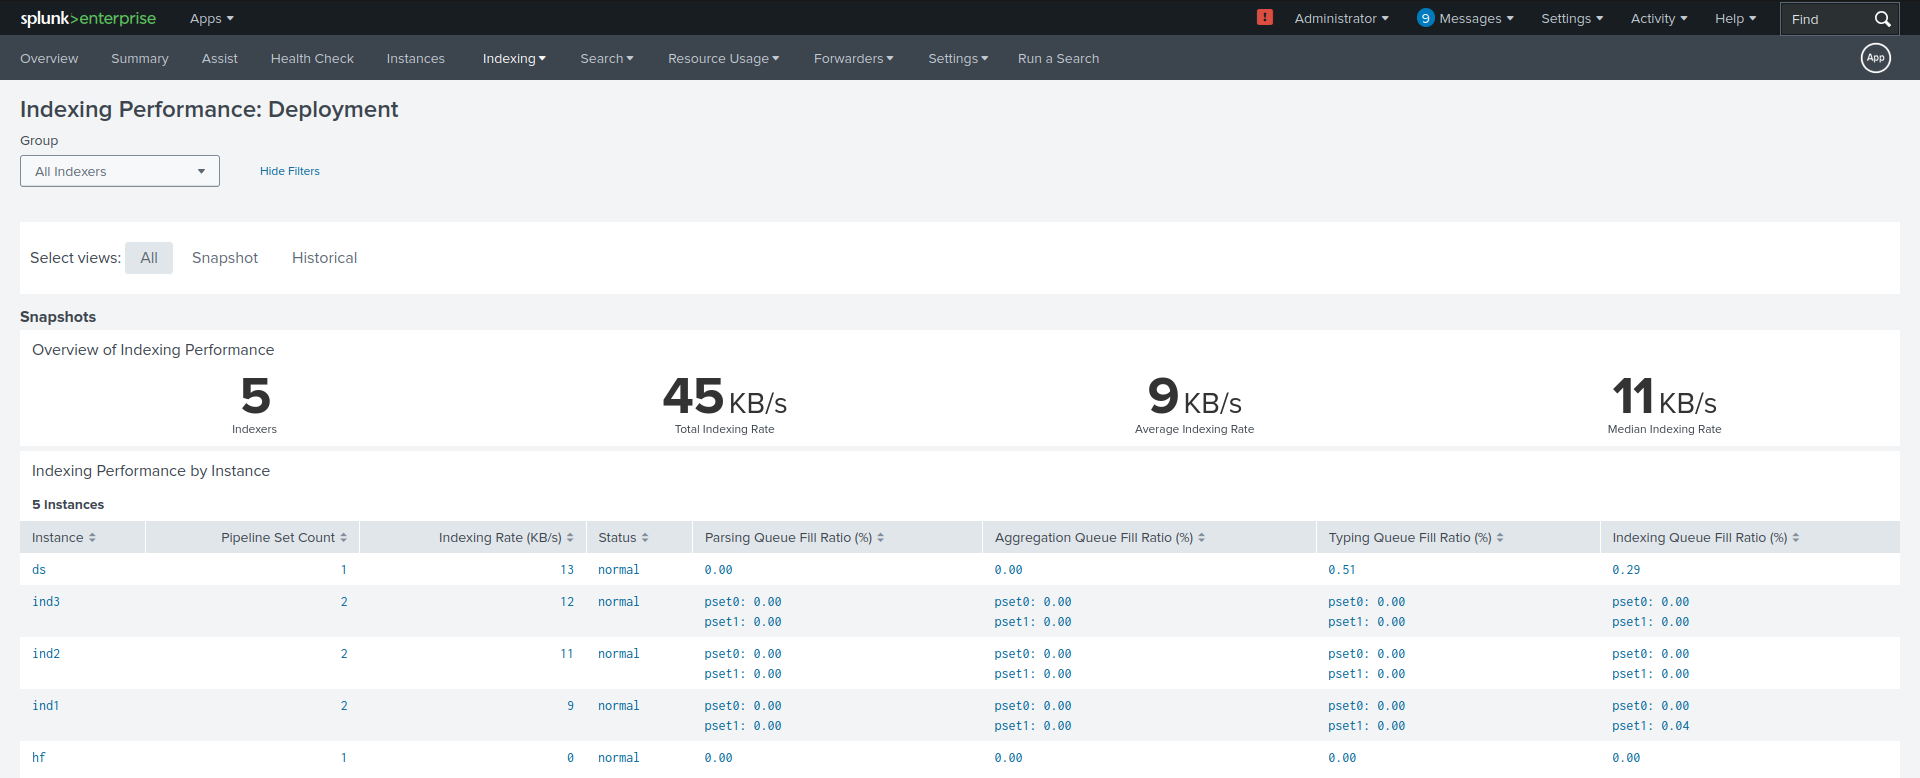 splunk>enterprise Apps ! Administrator 9 Messages Settings Activity Help Find
Overview Summary Assist Health Check Instances Indexing Search Resource Usage Forwarders Settings Run a Search App
Indexing Performance: Deployment
Group
All Indexers Hide Filters
Select views: All Snapshot Historical
Snapshots
Overview of Indexing Performance
5 45 KB/s 9 KB/s 11 KB/s
Indexers Total Indexing Rate Average Indexing Rate Median Indexing Rate
Indexing Performance by Instance
5 Instances
Instance Pipeline Set Count Indexing Rate (KB/s) Status Parsing Queue Fill Ratio (%) Aggregation Queue Fill Ratio (%) Typing Queue Fill Ratio (%) Indexing Queue Fill Ratio (%)
ds 1 13 normal 0.00 0.00 0.51 0.29
ind3 2 12 normal pset0: 0.00 pset0: 0.00 pset0: 0.00 pset0: 0.00
pset1: 0.00 pset1: 0.00 pset1: 0.00 pset1: 0.00
ind2 2 11 normal pset0: 0.00 pset0: 0.00 pset0: 0.00 pset0: 0.00
pset1: 0.00 pset1: 0.00 pset1: 0.00 pset1: 0.00
ind1 2 9 normal pset0: 0.00 pset0: 0.00 pset0: 0.00 pset0: 0.00
pset1: 0.00 pset1: 0.00 pset1: 0.00 pset1: 0.04
hf 1 0 normal 0.00 0.00 0.00 0.00